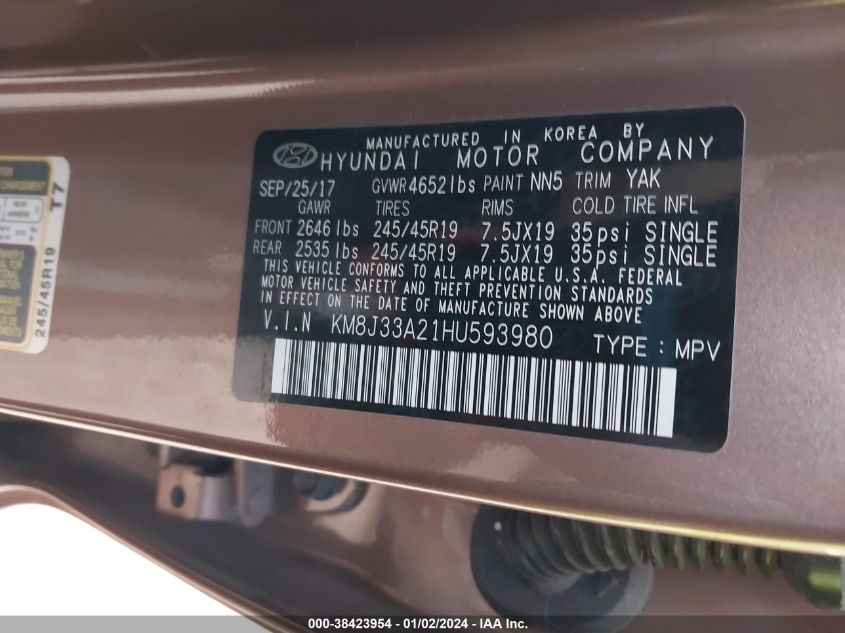 MANUFACTURED IN KOREA BY
HYUNDAI MOTOR COMPANY
SEP/25/17 GVWR 4652 lbs PAINT NN5 TRIM YAK
GAWR TIRES RIMS COLD TIRE INFL
FRONT 2646 lbs 245/45R19 7.5JX19 35psi SINGLE
REAR 2535 lbs 245/45R19 7.5JX19 35psi SINGLE
THIS VEHICLE CONFORMS TO ALL APPLICABLE U.S.A. FEDERAL
MOTOR VEHICLE SAFETY AND THEFT PREVENTION STANDARDS
IN EFFECT ON THE DATE OF MANUFACTURE SHOWN ABOVE
V.I.N KM8J33A21HU593980 TYPE : MPV
245/45R19 T7
000-38423954 - 01/02/2024 - IAA Inc.